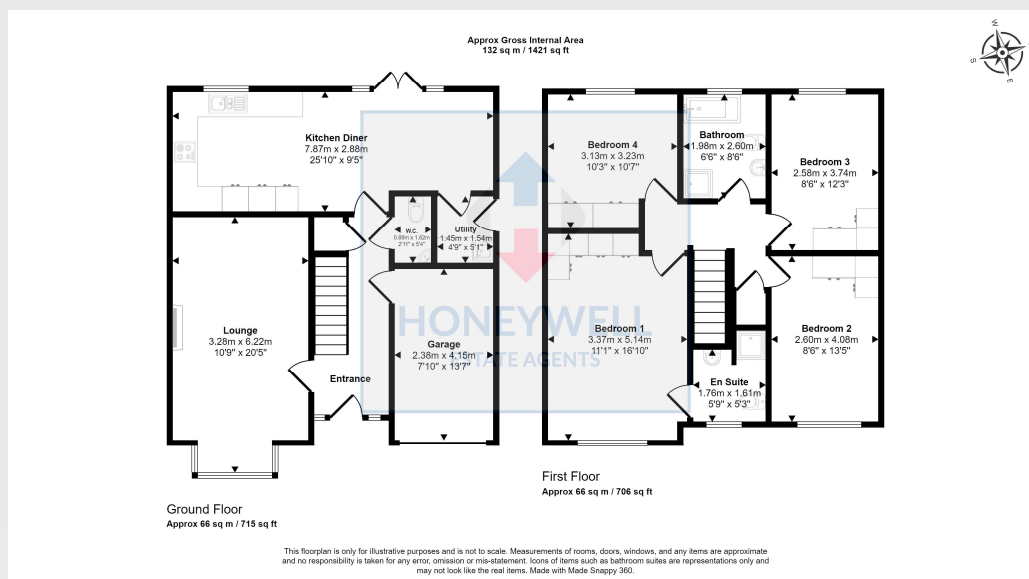 Approx Gross Internal Area
132 sq m / 1421 sq ft
W
S
E
Kitchen Diner
7.87m x 2.88m
25'10" x 9'5"
W.C.
0.88m x 1.62m
2'11" x 5'4"
Utility
1.45m x 1.54m
4'9" x 5'1"
Lounge
3.28m x 6.22m
10'9" x 20'5"
Garage
2.38m x 4.15m
7'10" x 13'7"
Entrance
Ground Floor
Approx 66 sq m / 715 sq ft
Bedroom 4
3.13m x 3.23m
10'3" x 10'7"
Bathroom
1.98m x 2.60m
6'6" x 8'6"
Bedroom 3
2.58m x 3.74m
8'6" x 12'3"
Bedroom 1
3.37m x 5.14m
11'1" x 16'10"
En Suite
1.76m x 1.61m
5'9" x 5'3"
Bedroom 2
2.60m x 4.08m
8'6" x 13'5"
First Floor
Approx 66 sq m / 706 sq ft
HONEYWELL
ESTATE AGENTS
This floorplan is only for illustrative purposes and is not to scale. Measurements of rooms, doors, windows, and any items are approximate
and no responsibility is taken for any error, omission or mis-statement. Icons of items such as bathroom suites are representations only and
may not look like the real items. Made with Made Snappy 360.